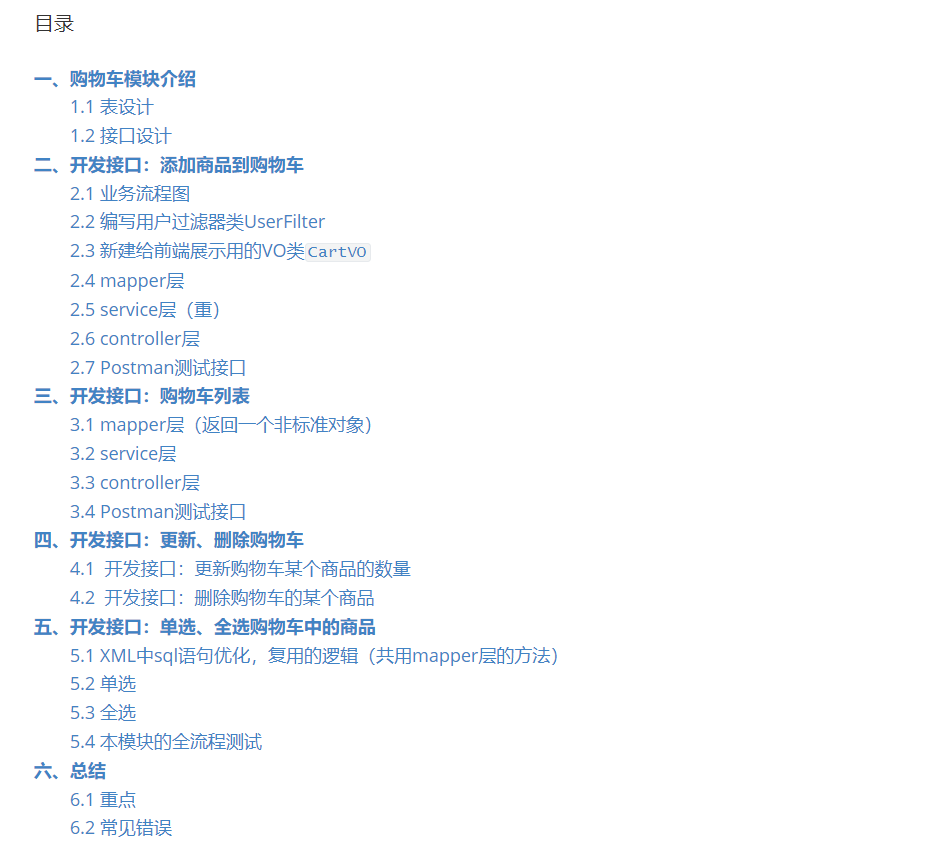 目录
一、购物车模块介绍
1.1 表设计
1.2 接口设计
二、开发接口：添加商品到购物车
2.1 业务流程图
2.2 编写用户过滤器类UserFilter
2.3 新建给前端展示用的VO类CartVO
2.4 mapper层
2.5 service层（重）
2.6 controller层
2.7 Postman测试接口
三、开发接口：购物车列表
3.1 mapper层（返回一个非标准对象）
3.2 service层
3.3 controller层
3.4 Postman测试接口
四、开发接口：更新、删除购物车
4.1  开发接口：更新购物车某个商品的数量
4.2  开发接口：删除购物车的某个商品
五、开发接口：单选、全选购物车中的商品
5.1 XML中sql语句优化，复用的逻辑（共用mapper层的方法）
5.2 单选
5.3 全选
5.4 本模块的全流程测试
六、总结
6.1 重点
6.2 常见错误